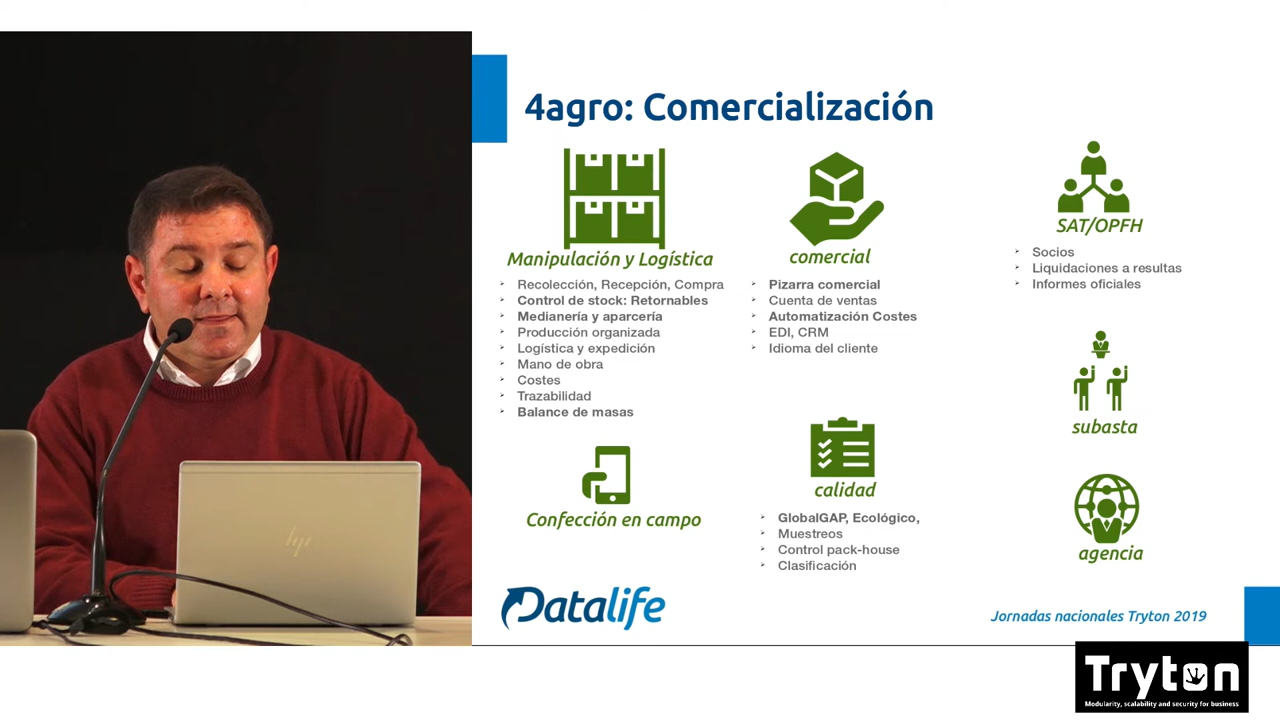 4agro: Comercialización
Manipulación y Logística
Recolección, Recepción, Compra
Control de stock: Retornables
Medianería y aparcería
Producción organizada
Logística y expedición
Mano de obra
Costes
Trazabilidad
Balance de masas
Confección en campo
comercial
Pizarra comercial
Cuenta de ventas
Automatización Costes
EDI, CRM
Idioma del cliente
calidad
GlobalGAP, Ecológico,
Muestreos
Control pack-house
Clasificación
SAT/OPFH
Socios
Liquidaciones a resultas
Informes oficiales
subasta
agencia
hp
Datalife
Jornadas nacionales Tryton 2019
Tryton
Modularity, scalability and security for business